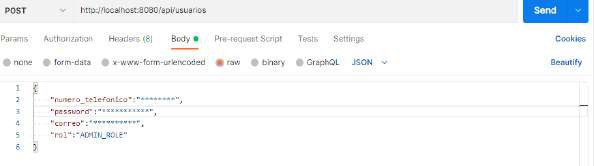 POST http://localhost:8080/api/usuarios Send
Params Authorization Headers (8) Body Pre-request Script Tests Settings Cookies
none form-data x-www-form-urlencoded raw binary GraphQL JSON Beautify
1 {
2 "numero_telefonico":"********",
3 "password":"***********",
4 "correo":"**********",
5 "rol":"ADMIN_ROLE"
6 }